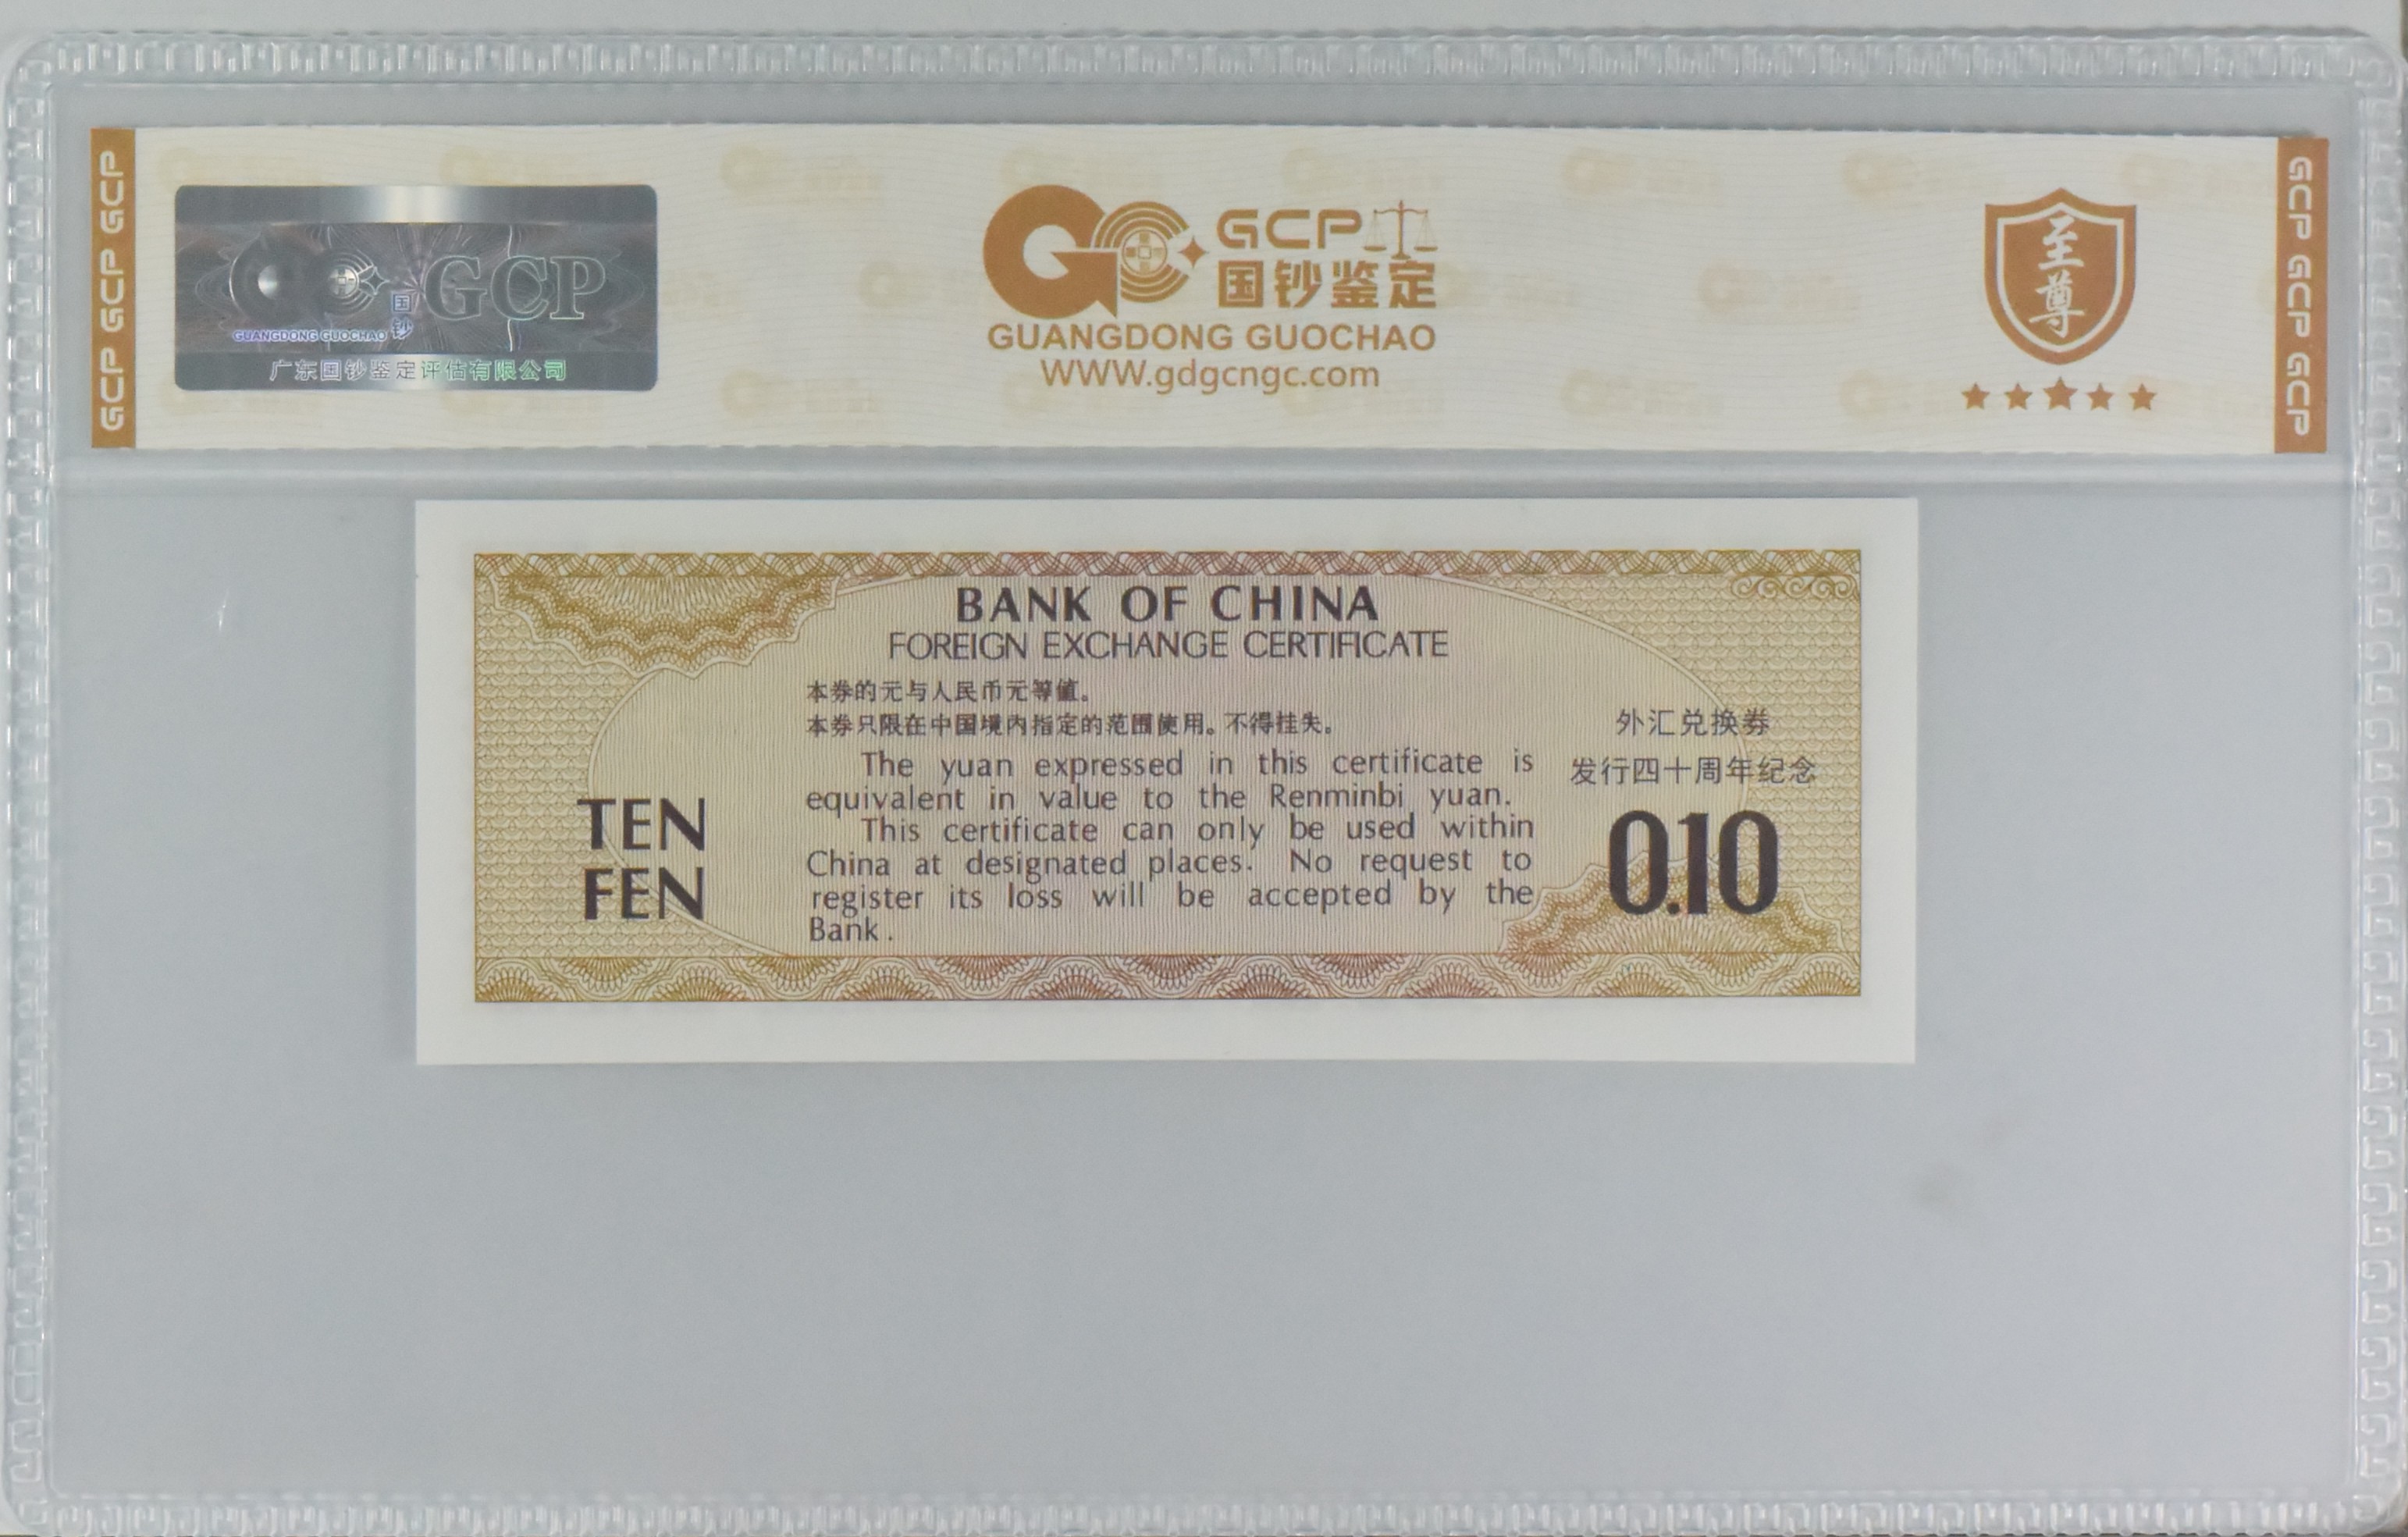 GCP GCP GCP
国钞
GCP
GUANGDONG GUOCHAO
广东国钞鉴定评估有限公司
GCP
国钞鉴定
GUANGDONG GUOCHAO
WWW.gdgcngc.com
至尊
GCP GCP GCP
BANK OF CHINA
FOREIGN EXCHANGE CERTIFICATE
本券的元与人民币元等值。
本券只限在中国境内指定的范围使用。不得挂失。
The yuan expressed in this certificate is
equivalent in value to the Renminbi yuan.
This certificate can only be used within
China at designated places. No request to
register its loss will be accepted by the
Bank.
TEN
FEN
外汇兑换券
发行四十周年纪念
0.10